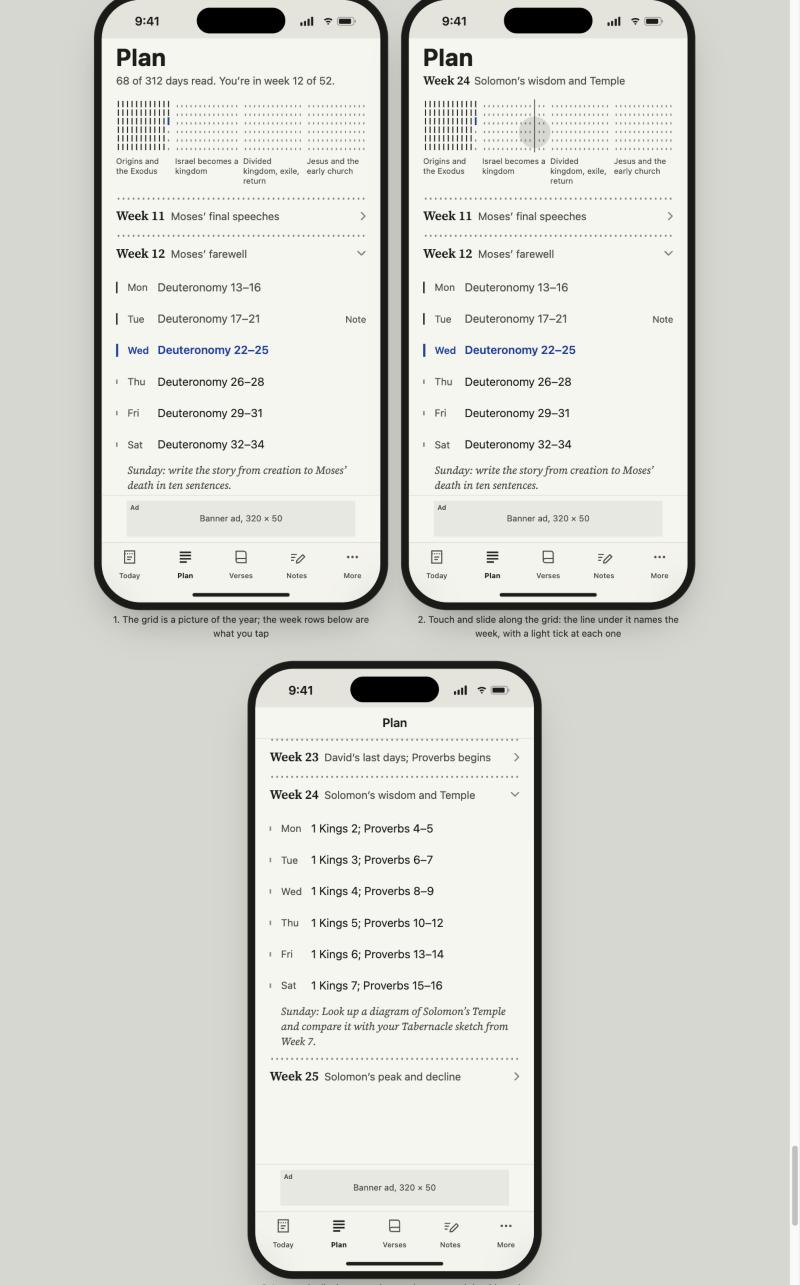 9:41
Plan
68 of 312 days read. You’re in week 12 of 52.
Origins and
the Exodus
Israel becomes a
kingdom
Divided
kingdom, exile,
return
Jesus and the
early church
Week 11 Moses’ final speeches
Week 12 Moses’ farewell
Mon Deuteronomy 13–16
Tue Deuteronomy 17–21 Note
Wed Deuteronomy 22–25
Thu Deuteronomy 26–28
Fri Deuteronomy 29–31
Sat Deuteronomy 32–34
Sunday: write the story from creation to Moses’
death in ten sentences.
Ad
Banner ad, 320 × 50
Today Plan Verses Notes More
1. The grid is a picture of the year; the week rows below are
what you tap
9:41
Plan
Week 24 Solomon’s wisdom and Temple
Origins and
the Exodus
Israel becomes a
kingdom
Divided
kingdom, exile,
return
Jesus and the
early church
Week 11 Moses’ final speeches
Week 12 Moses’ farewell
Mon Deuteronomy 13–16
Tue Deuteronomy 17–21 Note
Wed Deuteronomy 22–25
Thu Deuteronomy 26–28
Fri Deuteronomy 29–31
Sat Deuteronomy 32–34
Sunday: write the story from creation to Moses’
death in ten sentences.
Ad
Banner ad, 320 × 50
Today Plan Verses Notes More
2. Touch and slide along the grid: the line under it names the
week, with a light tick at each one
9:41
Plan
Week 23 David’s last days; Proverbs begins
Week 24 Solomon’s wisdom and Temple
Mon 1 Kings 2; Proverbs 4–5
Tue 1 Kings 3; Proverbs 6–7
Wed 1 Kings 4; Proverbs 8–9
Thu 1 Kings 5; Proverbs 10–12
Fri 1 Kings 6; Proverbs 13–14
Sat 1 Kings 7; Proverbs 15–16
Sunday: Look up a diagram of Solomon’s Temple
and compare it with your Tabernacle sketch from
Week 7.
Week 25 Solomon’s peak and decline
Ad
Banner ad, 320 × 50
Today Plan Verses Notes More